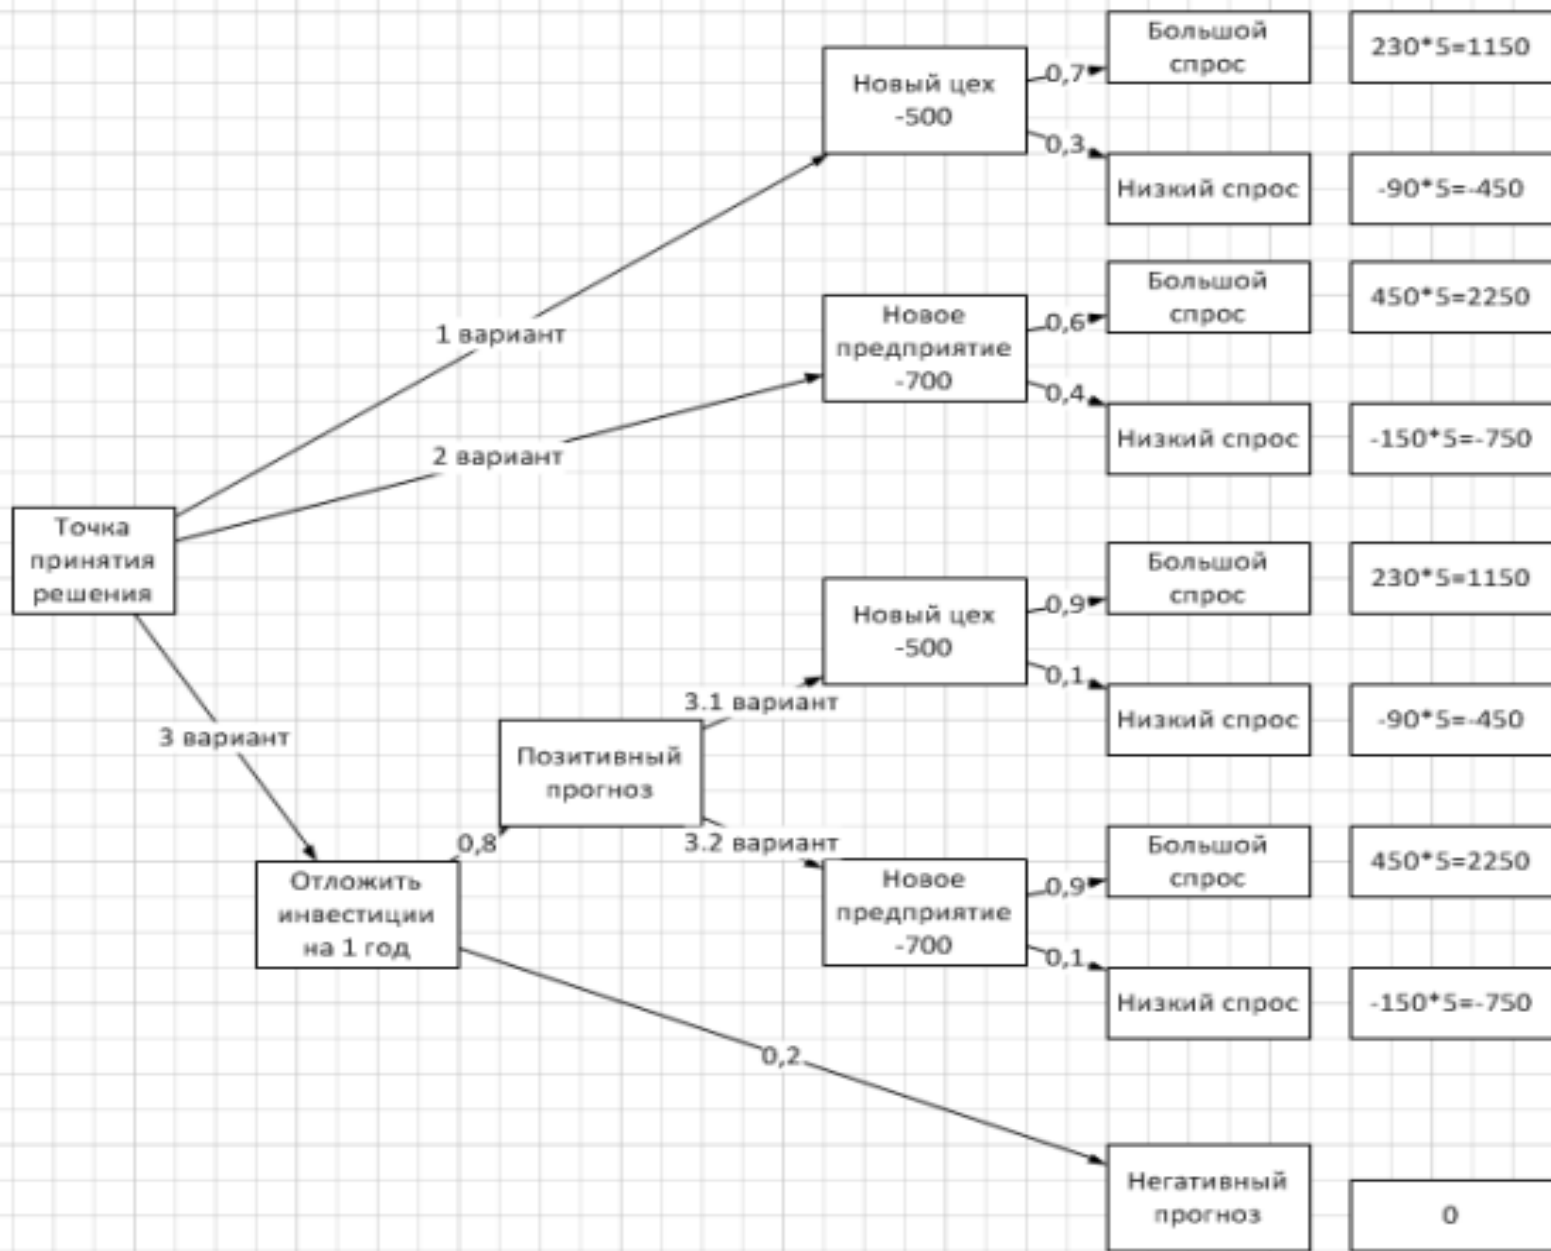 Большой
спрос
230*5=1150
Новый цех
-500
0,7
0,3
Низкий спрос
-90*5=-450
1 вариант
Новое
предприятие
-700
0,6
0,4
Большой
спрос
450*5=2250
Низкий спрос
-150*5=-750
2 вариант
Точка
принятия
решения
Большой
спрос
230*5=1150
Новый цех
-500
0,9
0,1
Низкий спрос
-90*5=-450
3.1 вариант
3 вариант
Позитивный
прогноз
0,8
3.2 вариант
Отложить
инвестиции
на 1 год
Новое
предприятие
-700
0,9
0,1
Большой
спрос
450*5=2250
Низкий спрос
-150*5=-750
0,2
Негативный
прогноз
0